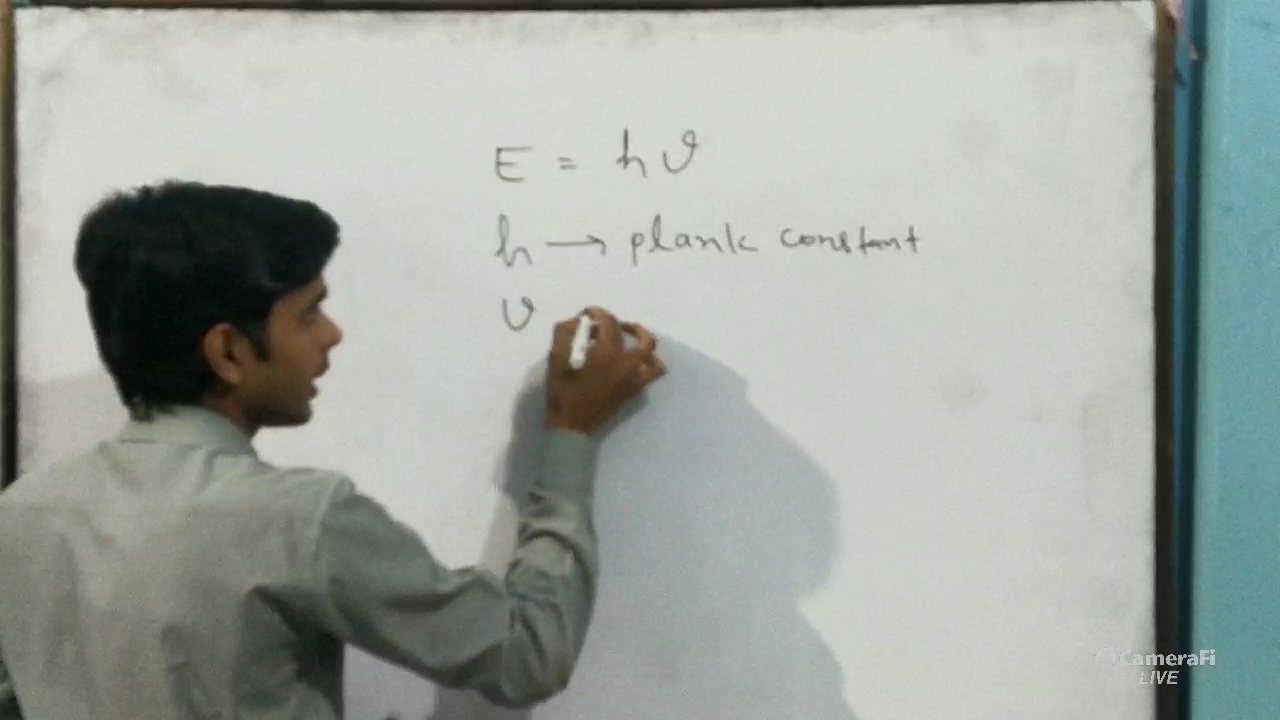 E = hϑ
h → plank constant
ϑ
CameraFi
LIVE